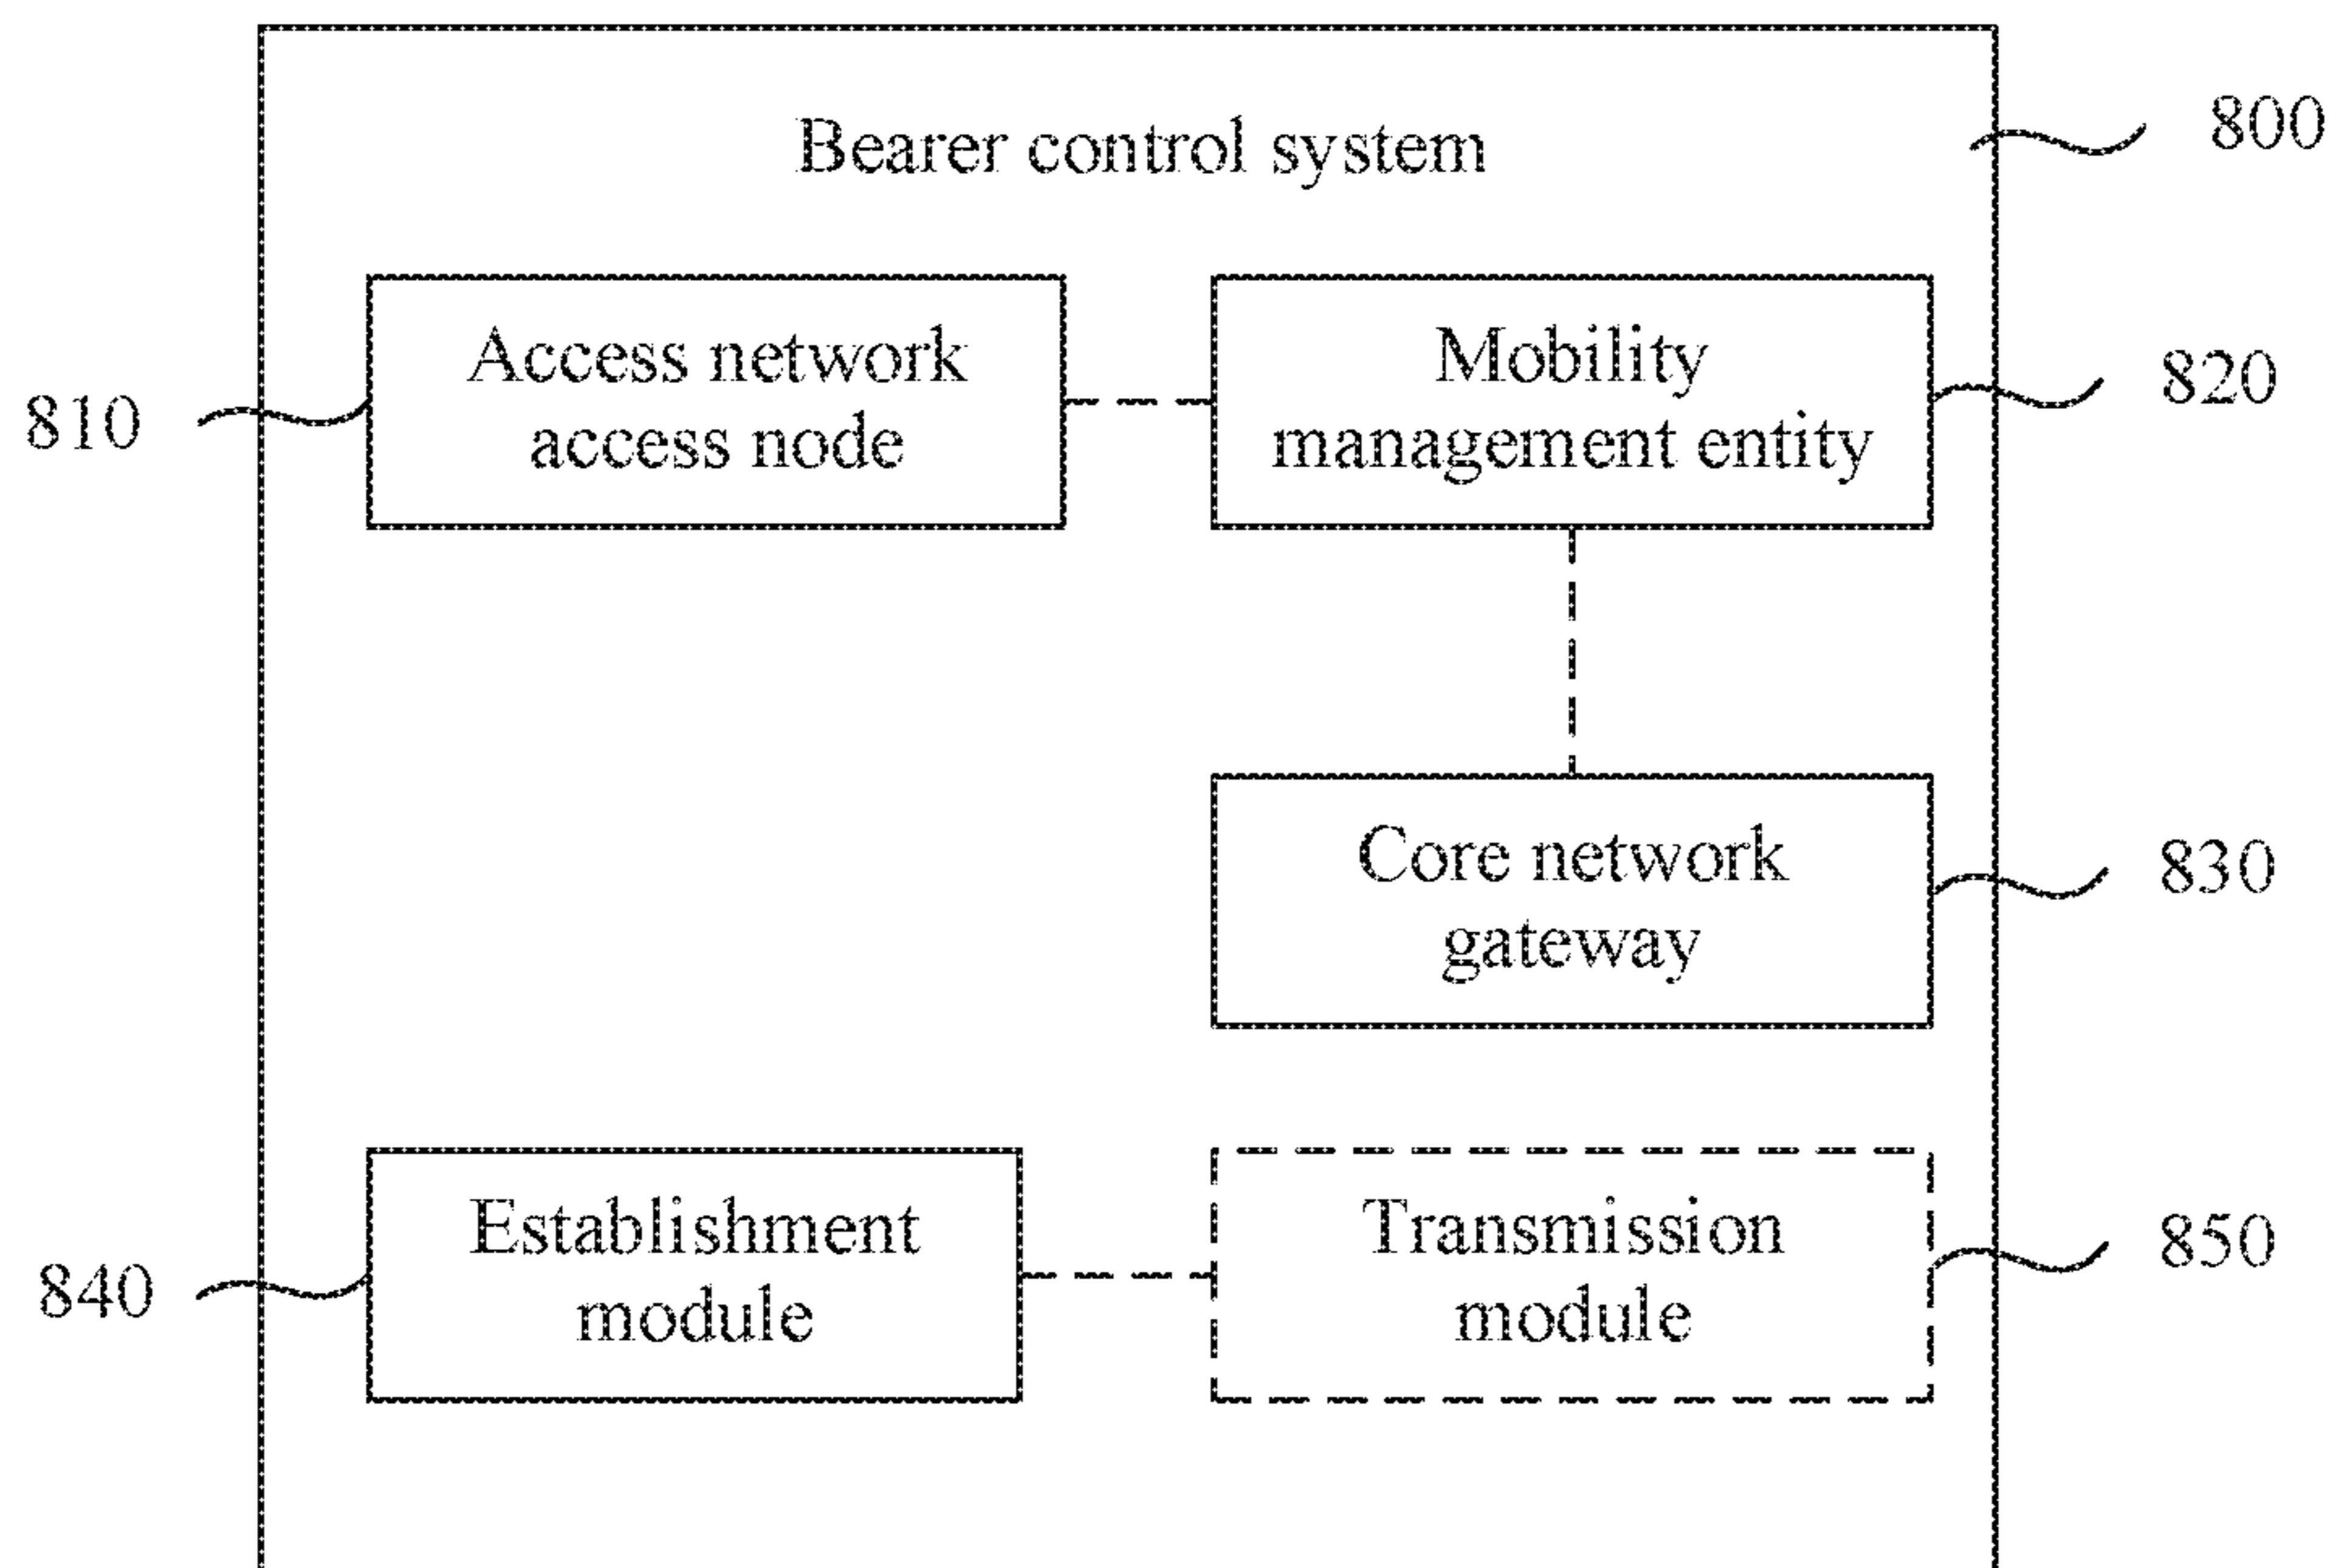 Bearer control system
800
Access network
access node
810
Mobility
management entity
820
Core network
gateway
830
Establishment
module
840
Transmission
module
850